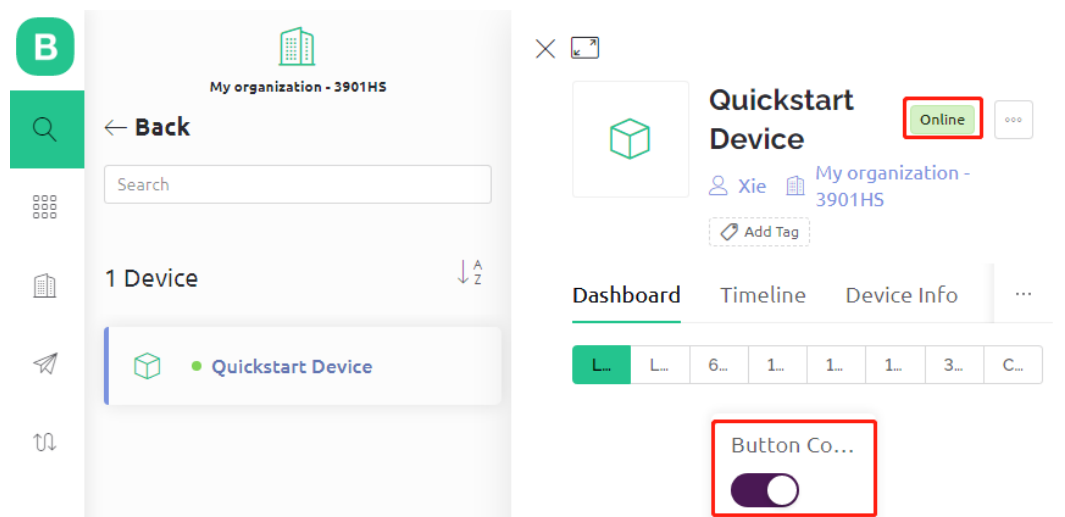 B
My organization - 3901HS
← Back
Search
1 Device
A
Z
Quickstart Device
Quickstart
Device
Online
Xie
My organization -
3901HS
Add Tag
Dashboard Timeline Device Info ...
L... L... 6... 1... 1... 1... 3... C...
Button Co...